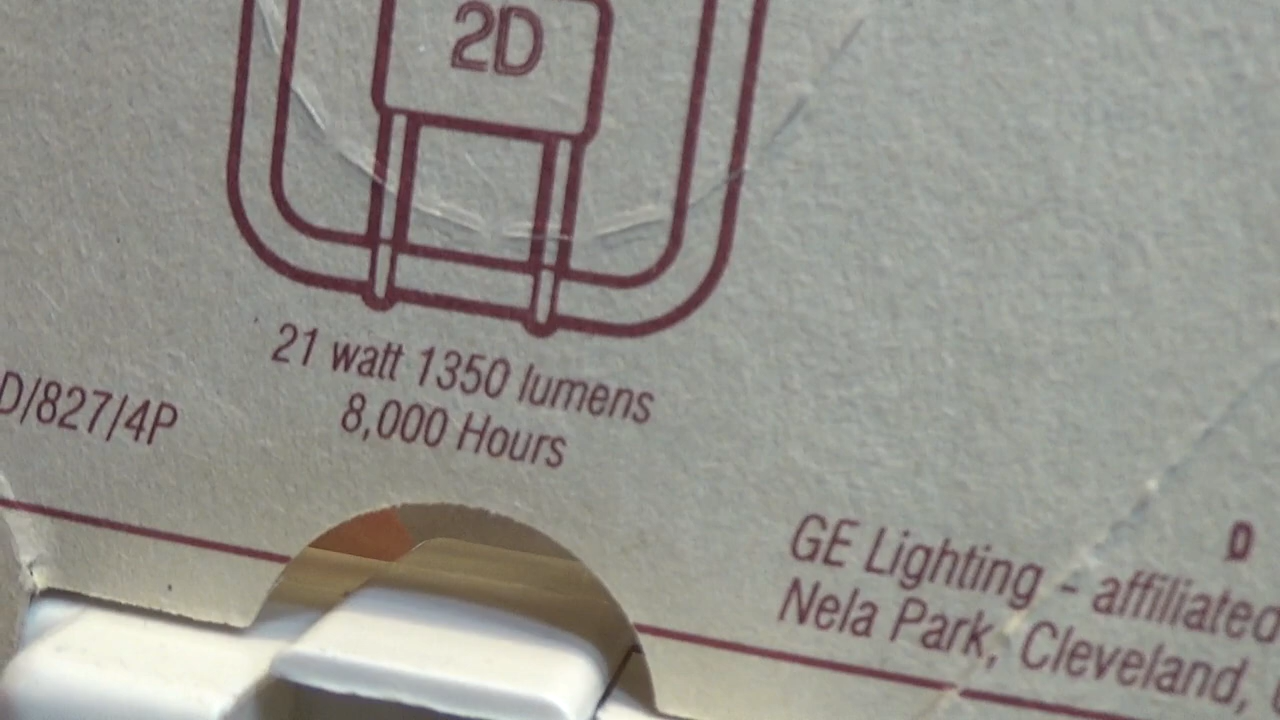 2D
21 watt 1350 lumens
8,000 Hours
D/827/4P
D
GE Lighting - affiliated
Nela Park, Cleveland,